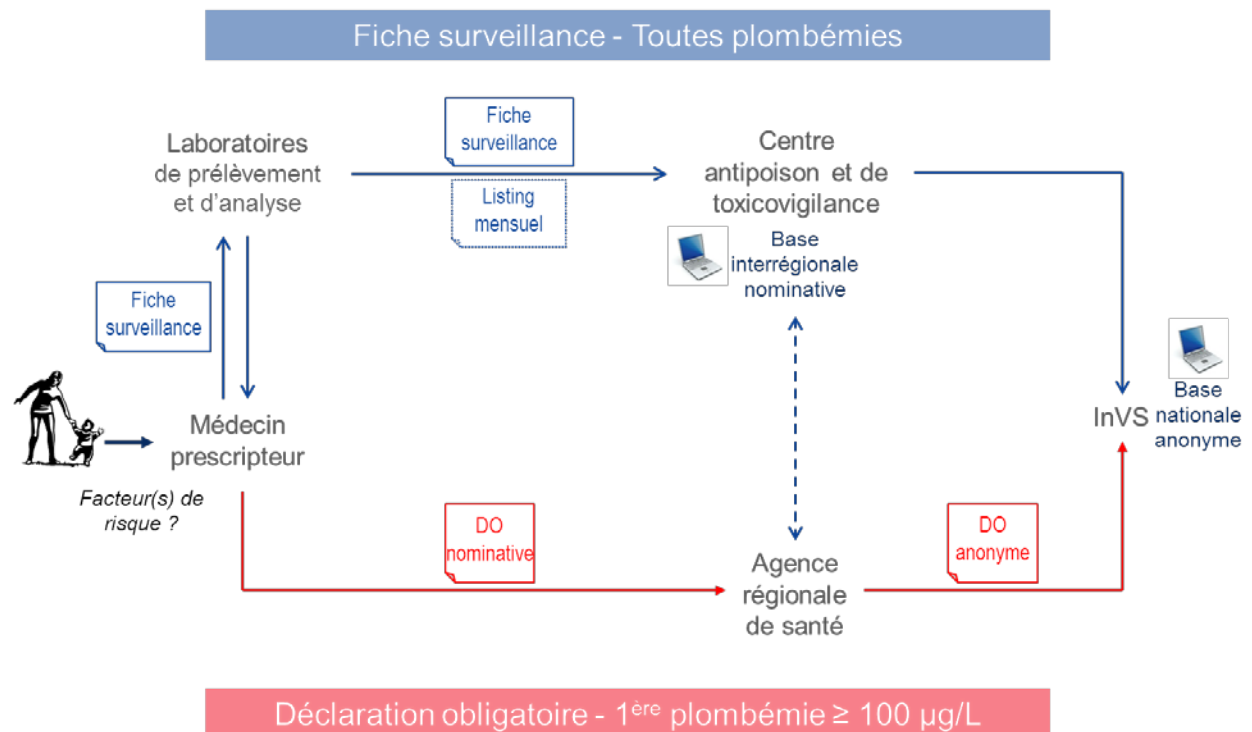 Fiche surveillance - Toutes plombémies
Fiche
surveillance
Laboratoires
de prélèvement
et d'analyse
Listing
mensuel
Centre
antipoison et de
toxicovigilance
Base
interrégionale
nominative
Fiche
surveillance
Médecin
prescripteur
Facteur(s) de
risque ?
InVS
Base
nationale
anonyme
DO
nominative
Agence
régionale
de santé
DO
anonyme
Déclaration obligatoire - 1ère plombémie ≥ 100 µg/L